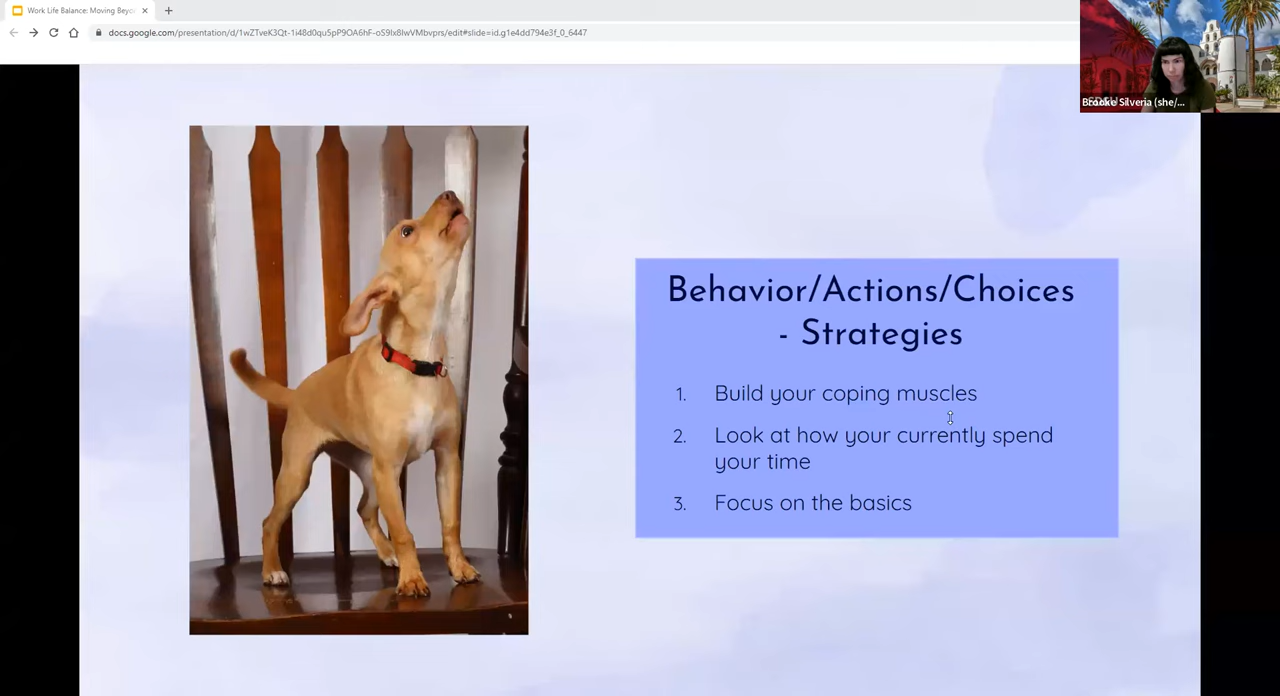 Work Life Balance: Moving Beyo
docs.google.com/presentation/d/1wZTveK3Qt-1i48d0qu5pP9OA6hF-oS9Ix8IwVMbvprs/edit#slide=id.g1e4dd794e3f_0_6447
Brooke Silveria (she/...
Behavior/Actions/Choices
- Strategies
1. Build your coping muscles
2. Look at how your currently spend
your time
3. Focus on the basics